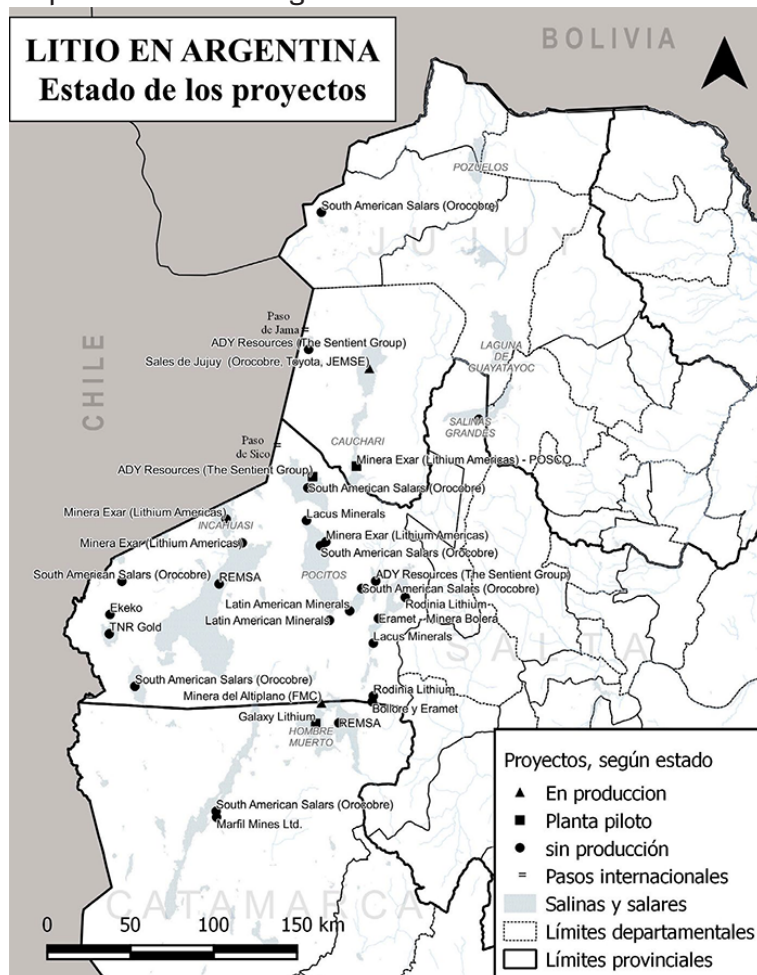 LITIO EN ARGENTINA
Estado de los proyectos
BOLIVIA
POZUELOS
South American Salars (Orocobre)
JUJUY
Paso
de Jama
ADY Resources (The Sentient Group)
Sales de Jujuy (Orocobre, Toyota, JEMSE)
LAGUNA
DE
GUAYATAYOC
CHILE
SALINAS
GRANDES
Paso
de Sico
CAUCHARI
Minera Exar (Lithium Americas) - POSCO
ADY Resources (The Sentient Group)
South American Salars (Orocobre)
Minera Exar (Lithium Americas)
Lacus Minerals
INCAHUASI
Minera Exar (Lithium Americas)
Minera Exar (Lithium Americas)
South American Salars (Orocobre)
South American Salars (Orocobre)
REMSA
POCITOS
ADY Resources (The Sentient Group)
South American Salars (Orocobre)
Ekeko
Latin American Minerals
Rodinia Lithium
TNR Gold
Latin American Minerals
Eramet - Minera Bolera
Lacus Minerals
SALTA
South American Salars (Orocobre)
Minera del Altiplano (FMC)
Rodinia Lithium
Bollore y Eramet
Galaxy Lithium
REMSA
HOMBRE
MUERTO
South American Salars (Orocobre)
Marfil Mines Ltd.
CATAMARCA
0 50 100 150 km
Proyectos, según estado
En produccion
Planta piloto
sin producción
Pasos internacionales
Salinas y salares
Límites departamentales
Límites provinciales